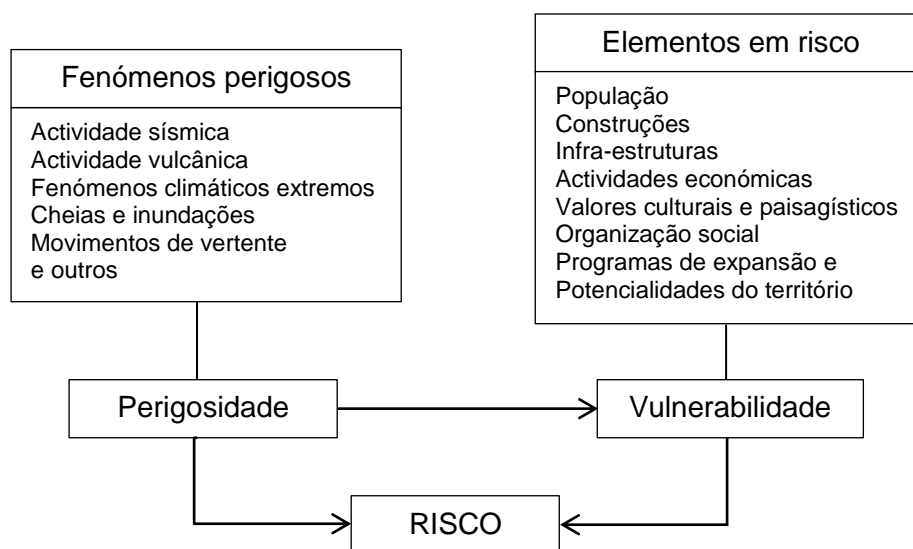 Fenómenos perigosos
Actividade sísmica
Actividade vulcânica
Fenómenos climáticos extremos
Cheias e inundações
Movimentos de vertente
e outros
Elementos em risco
População
Construções
Infra-estruturas
Actividades económicas
Valores culturais e paisagísticos
Organização social
Programas de expansão e
Potencialidades do território
Perigosidade
Vulnerabilidade
RISCO